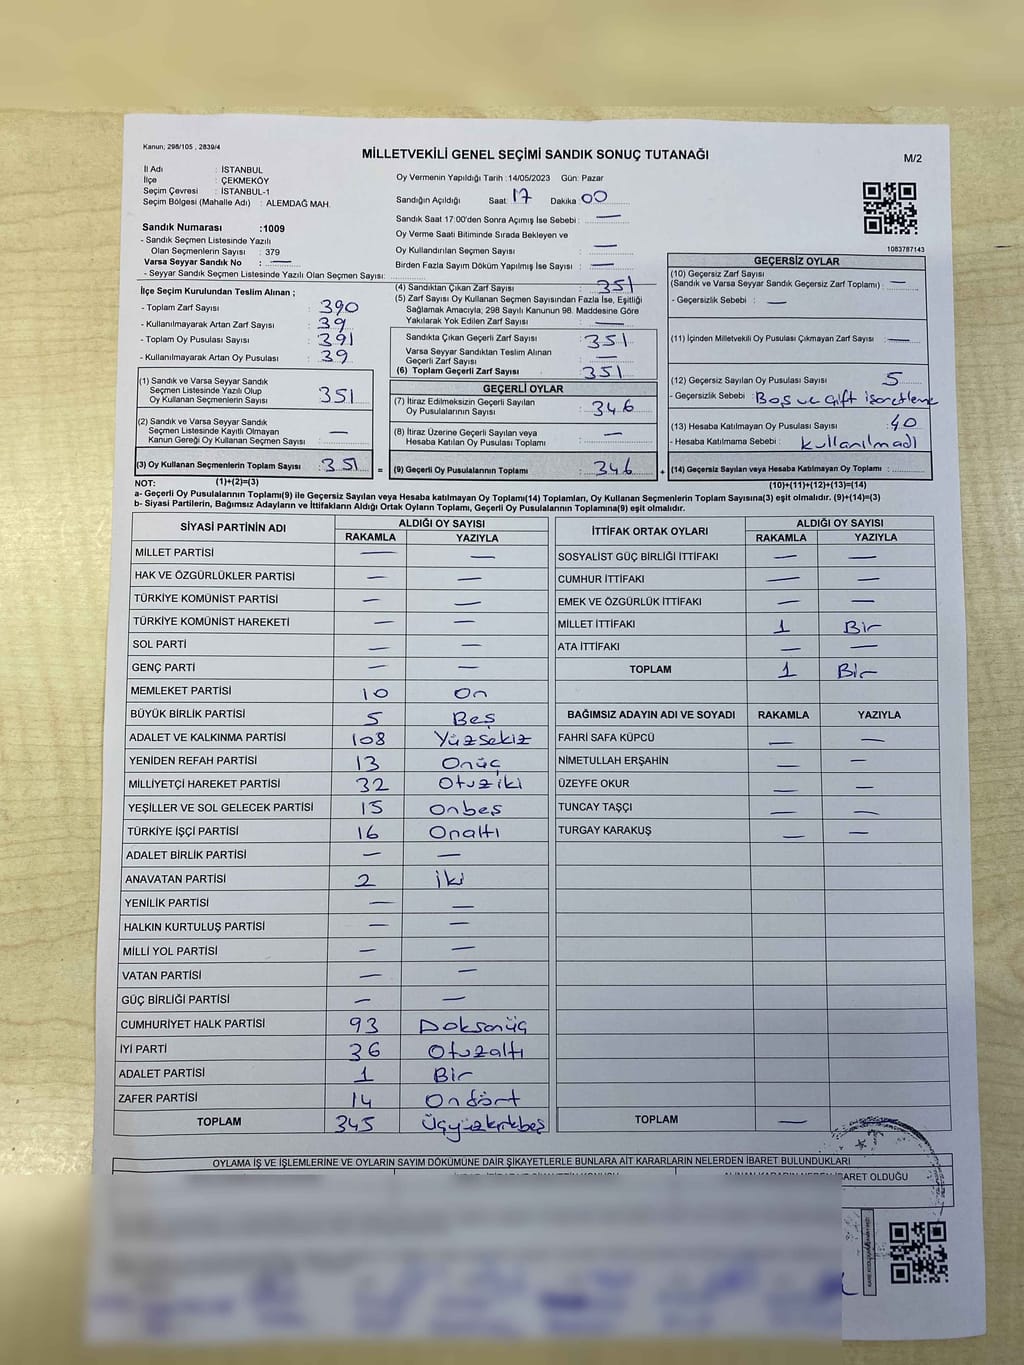 Kanun; 298/105 , 2839/4
MİLLETVEKİLİ GENEL SEÇİMİ SANDIK SONUÇ TUTANAĞI
M/2
İl Adı : İSTANBUL
İlçe : ÇEKMEKÖY
Seçim Çevresi : İSTANBUL-1
Seçim Bölgesi (Mahalle Adı) : ALEMDAĞ MAH.
Oy Vermenin Yapıldığı Tarih :14/05/2023 Gün: Pazar
Sandığın Açıldığı Saat: 17 Dakika 00
Sandık Saat 17:00'den Sonra Açımış İse Sebebi : —
Oy Verme Saati Bitiminde Sırada Bekleyen ve
Oy Kullandırılan Seçmen Sayısı —
Birden Fazla Sayım Döküm Yapılmış İse Sayısı : —
1083787143
Sandık Numarası :1009
- Sandık Seçmen Listesinde Yazılı
Olan Seçmenlerin Sayısı : 379
Varsa Seyyar Sandık No : —
- Seyyar Sandık Seçmen Listesinde Yazılı Olan Seçmen Sayısı:
İlçe Seçim Kurulundan Teslim Alınan ;
- Toplam Zarf Sayısı : 390
- Kullanılmayarak Artan Zarf Sayısı : 39
- Toplam Oy Pusulası Sayısı : 391
- Kullanılmayarak Artan Oy Pusulası : 39
(1) Sandık ve Varsa Seyyar Sandık
Seçmen Listesinde Yazılı Olup
Oy Kullanan Seçmenlerin Sayısı : 351
(2) Sandık ve Varsa Seyyar Sandık
Seçmen Listesinde Kayıtlı Olmayan
Kanun Gereği Oy Kullanan Seçmen Sayısı : —
(3) Oy Kullanan Seçmenlerin Toplam Sayısı : 351 =
(1)+(2)=(3)
(4) Sandıktan Çıkan Zarf Sayısı : 351
(5) Zarf Sayısı Oy Kullanan Seçmen Sayısından Fazla İse, Eşitliği
Sağlamak Amacıyla, 298 Sayılı Kanunun 98. Maddesine Göre
Yakılarak Yok Edilen Zarf Sayısı : —
Sandıkta Çıkan Geçerli Zarf Sayısı : 351
Varsa Seyyar Sandıktan Teslim Alınan
Geçerli Zarf Sayısı : —
(6) Toplam Geçerli Zarf Sayısı : 351
GEÇERLİ OYLAR
(7) İtiraz Edilmeksizin Geçerli Sayılan
Oy Pusulalarının Sayısı : 346
(8) İtiraz Üzerine Geçerli Sayılan veya
Hesaba Katılan Oy Pusulası Toplamı : —
(9) Geçerli Oy Pusulalarının Toplamı : 346 +
GEÇERSİZ OYLAR
(10) Geçersiz Zarf Sayısı
(Sandık ve Varsa Seyyar Sandık Geçersiz Zarf Toplamı) : —
- Geçersizlik Sebebi : —
(11) İçinden Milletvekili Oy Pusulası Çıkmayan Zarf Sayısı : —
(12) Geçersiz Sayılan Oy Pusulası Sayısı : 5
- Geçersizlik Sebebi : Boş ve çift işaretleme
(13) Hesaba Katılmayan Oy Pusulası Sayısı : 40
- Hesaba Katılmama Sebebi : kullanılmadı
(14) Geçersiz Sayılan veya Hesaba Katılmayan Oy Toplamı :
(10)+(11)+(12)+(13)=(14)
NOT:
a- Geçerli Oy Pusulalarının Toplamı(9) ile Geçersiz Sayılan veya Hesaba katılmayan Oy Toplamı(14) Toplamları, Oy Kullanan Seçmenlerin Toplam Sayısına(3) eşit olmalıdır. (9)+(14)=(3)
b- Siyasi Partilerin, Bağımsız Adayların ve İttifakların Aldığı Oyların Toplamı, Geçerli Oy Pusulalarının Toplamına(9) eşit olmalıdır.
SİYASİ PARTİNİN ADI ALDIĞI OY SAYISI
RAKAMLA YAZIYLA
MİLLET PARTİSİ — —
HAK VE ÖZGÜRLÜKLER PARTİSİ — —
TÜRKİYE KOMÜNİST PARTİSİ — —
TÜRKİYE KOMÜNİST HAREKETİ — —
SOL PARTİ — —
GENÇ PARTİ — —
MEMLEKET PARTİSİ 10 On
BÜYÜK BİRLİK PARTİSİ 5 Beş
ADALET VE KALKINMA PARTİSİ 108 Yüzsekiz
YENİDEN REFAH PARTİSİ 13 Onüç
MİLLİYETÇİ HAREKET PARTİSİ 32 Otuziki
YEŞİLLER VE SOL GELECEK PARTİSİ 15 Onbeş
TÜRKİYE İŞÇİ PARTİSİ 16 Onaltı
ADALET BİRLİK PARTİSİ — —
ANAVATAN PARTİSİ 2 İki
YENİLİK PARTİSİ — —
HALKIN KURTULUŞ PARTİSİ — —
MİLLİ YOL PARTİSİ — —
VATAN PARTİSİ — —
GÜÇ BİRLİĞİ PARTİSİ — —
CUMHURİYET HALK PARTİSİ 93 Doksanüç
İYİ PARTİ 36 Otuzaltı
ADALET PARTİSİ 1 Bir
ZAFER PARTİSİ 14 Ondört
TOPLAM 345 Üçyüzkırkbeş
İTTİFAK ORTAK OYLARI ALDIĞI OY SAYISI
RAKAMLA YAZIYLA
SOSYALİST GÜÇ BİRLİĞİ İTTİFAKI — —
CUMHUR İTTİFAKI — —
EMEK VE ÖZGÜRLÜK İTTİFAKI — —
MİLLET İTTİFAKI 1 Bir
ATA İTTİFAKI — —
TOPLAM 1 Bir
BAĞIMSIZ ADAYIN ADI VE SOYADI RAKAMLA YAZIYLA
FAHRİ SAFA KÜPCÜ — —
NİMETULLAH ERŞAHİN — —
ÜZEYFE OKUR — —
TUNCAY TAŞÇI — —
TURGAY KARAKUŞ — —
TOPLAM —
OYLAMA İŞ VE İŞLEMLERİNE VE OYLARIN SAYIM DÖKÜMÜNE DAİR ŞİKAYETLERLE BUNLARA AİT KARARLARIN NELERDEN İBARET BULUNDUKLARI
ALINAN KARARIN NEDEN İBARET OLDUĞU